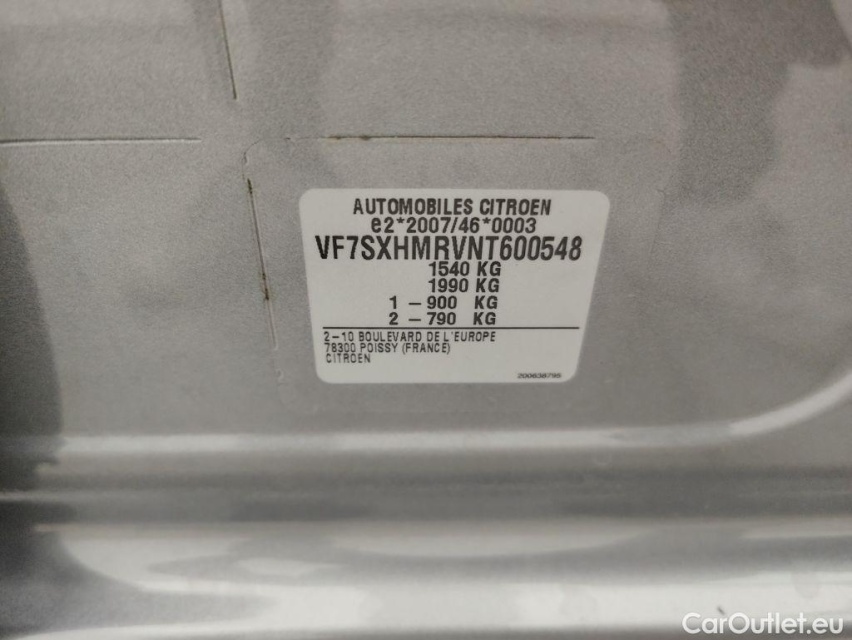 AUTOMOBILES CITROEN
e2*2007/46*0003
VF7SXHMRVNT600548
1540 KG
1990 KG
1 – 900 KG
2 – 790 KG
2–10 BOULEVARD DE L'EUROPE
78300 POISSY (FRANCE)
CITROEN
CarOutlet.eu